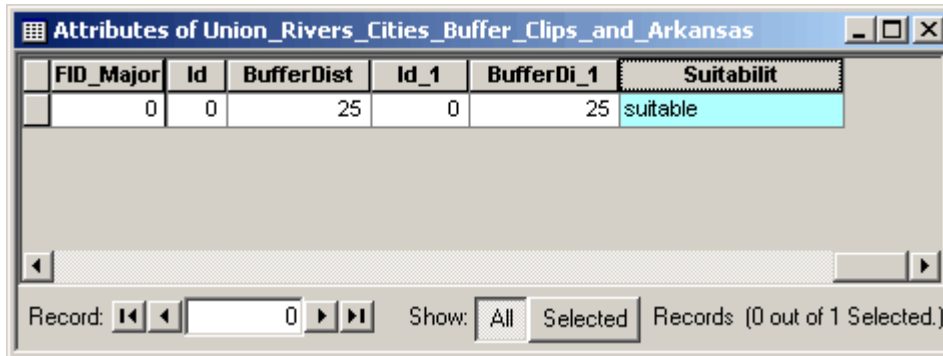 Attributes of Union_Rivers_Cities_Buffer_Clips_and_Arkansas
FID_Major Id BufferDist Id_1 BufferDi_1 Suitabilit
0 0 25 0 25 suitable
Record: 0 Show: All Selected Records (0 out of 1 Selected.)